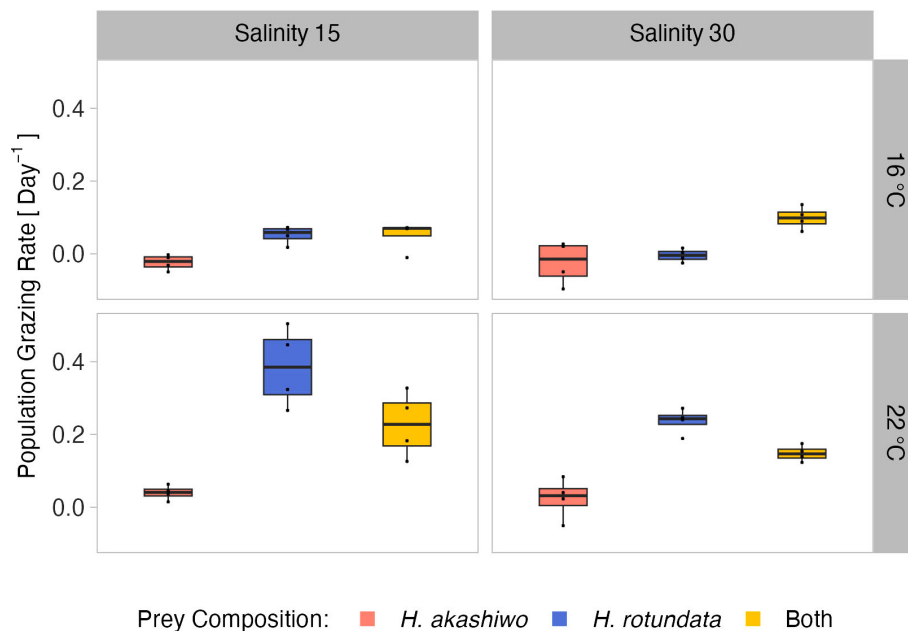 Salinity 15
Salinity 30
Population Grazing Rate [ Day⁻¹ ]
0.4
0.2
0.0
16 °C
0.4
0.2
0.0
22 °C
Prey Composition: H. akashiwo H. rotundata Both